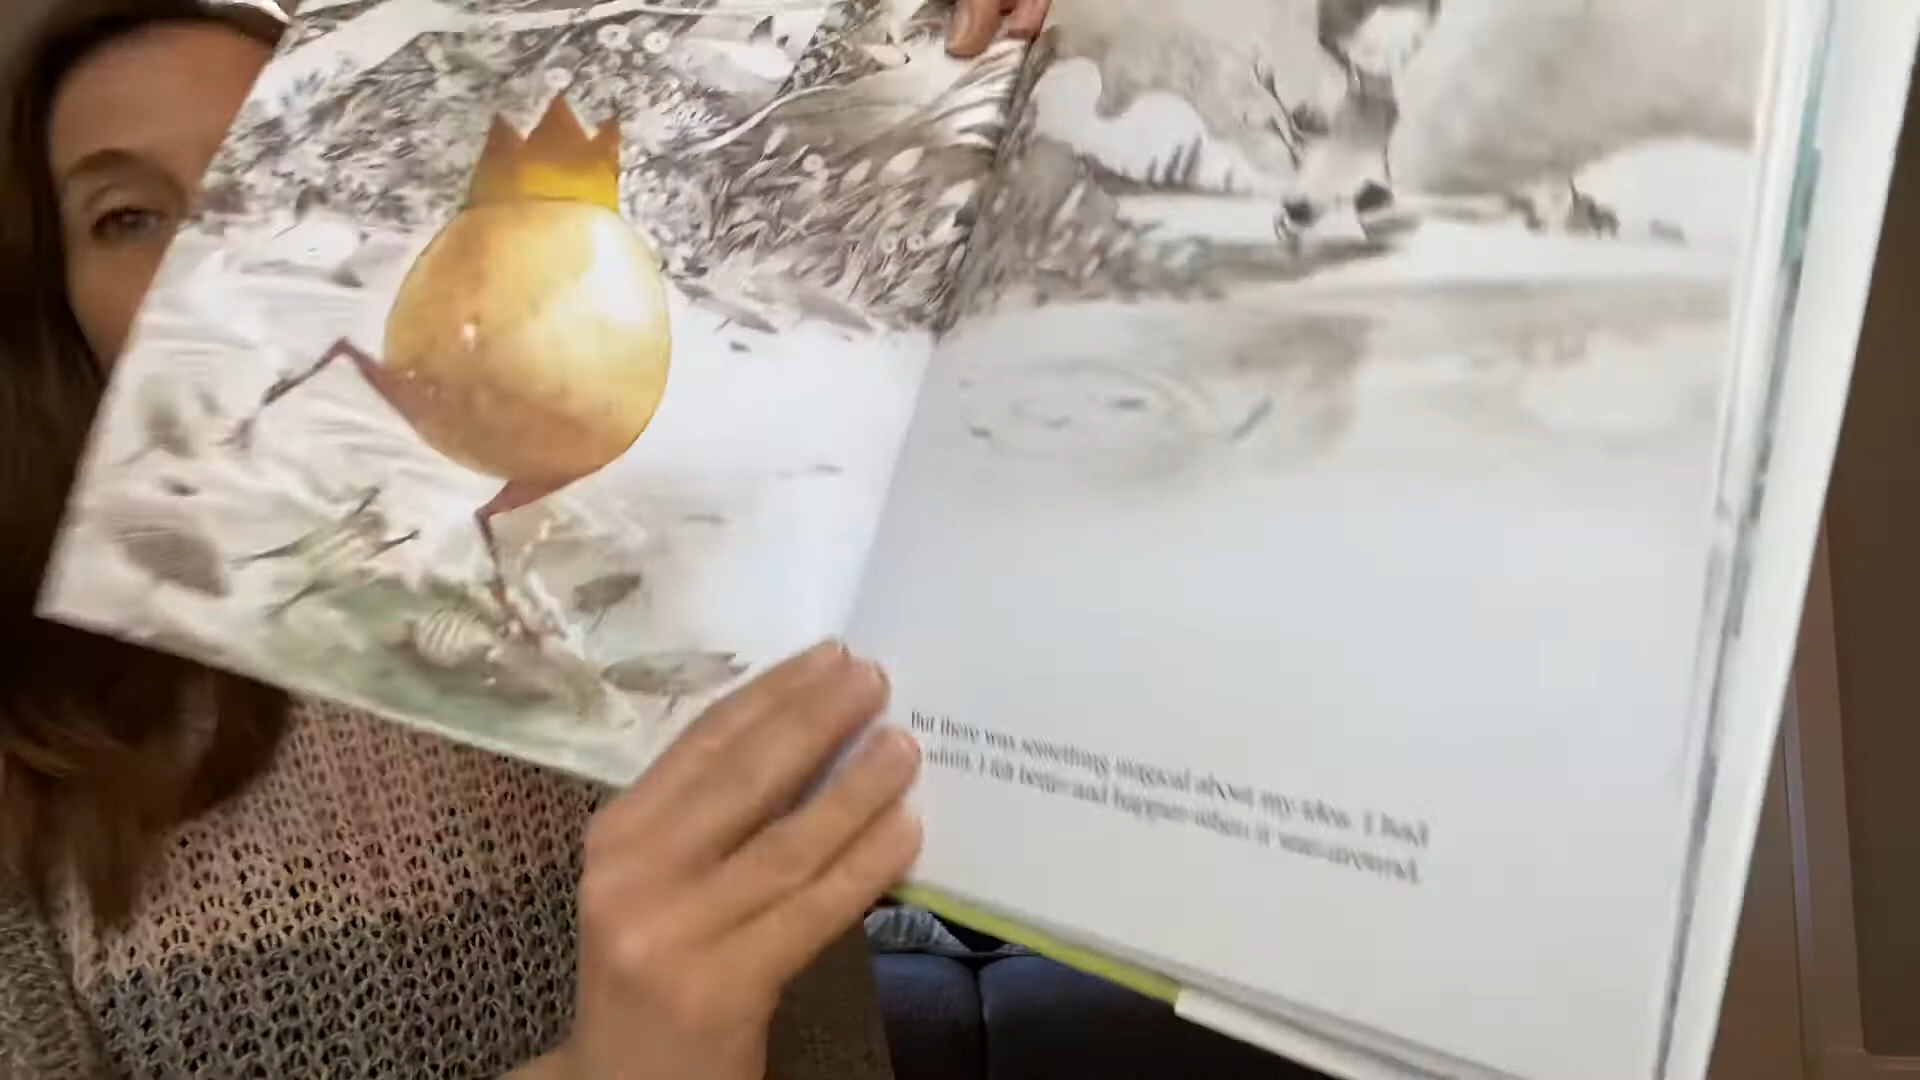 But there was something magical about my idea. I had
admit, I felt better and happier when it was around.